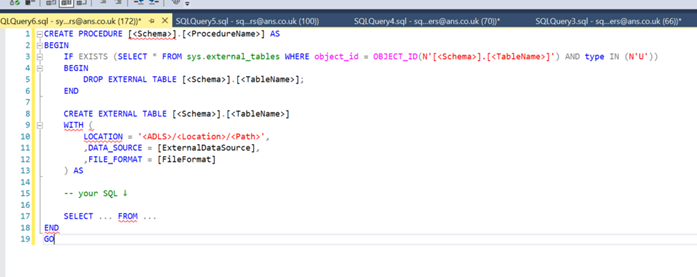 QLQuery6.sql - sy...rs@ans.co.uk (172))*
SQLQuery5.sql - sq...rs@ans.co.uk (100))
SQLQuery4.sql - sq...ers@ans.co.uk (70))*
SQLQuery3.sql - sq...ers@ans.co.uk (66))*
1 CREATE PROCEDURE [<Schema>].[<ProcedureName>] AS
2 BEGIN
3 IF EXISTS (SELECT * FROM sys.external_tables WHERE object_id = OBJECT_ID(N'[<Schema>].[<TableName>]') AND type IN (N'U'))
4 BEGIN
5 DROP EXTERNAL TABLE [<Schema>].[<TableName>];
6 END
7
8 CREATE EXTERNAL TABLE [<Schema>].[<TableName>]
9 WITH (
10 LOCATION = '<ADLS>/<Location>/<Path>',
11 ,DATA_SOURCE = [ExternalDataSource],
12 ,FILE_FORMAT = [FileFormat]
13 ) AS
14
15 -- your SQL ↓
16
17 SELECT ... FROM ...
18 END
19 GO